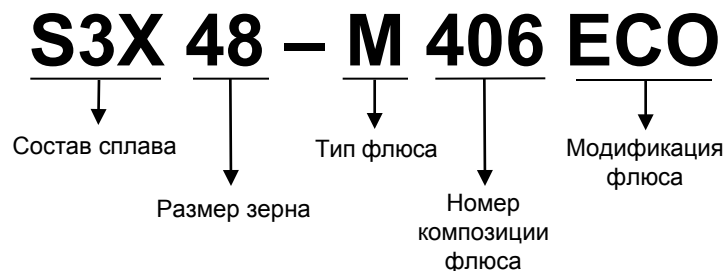 S3X 48 – M 406 ECO
Состав сплава
Тип флюса
Модификация
флюса
Размер зерна
Номер
композиции
флюса